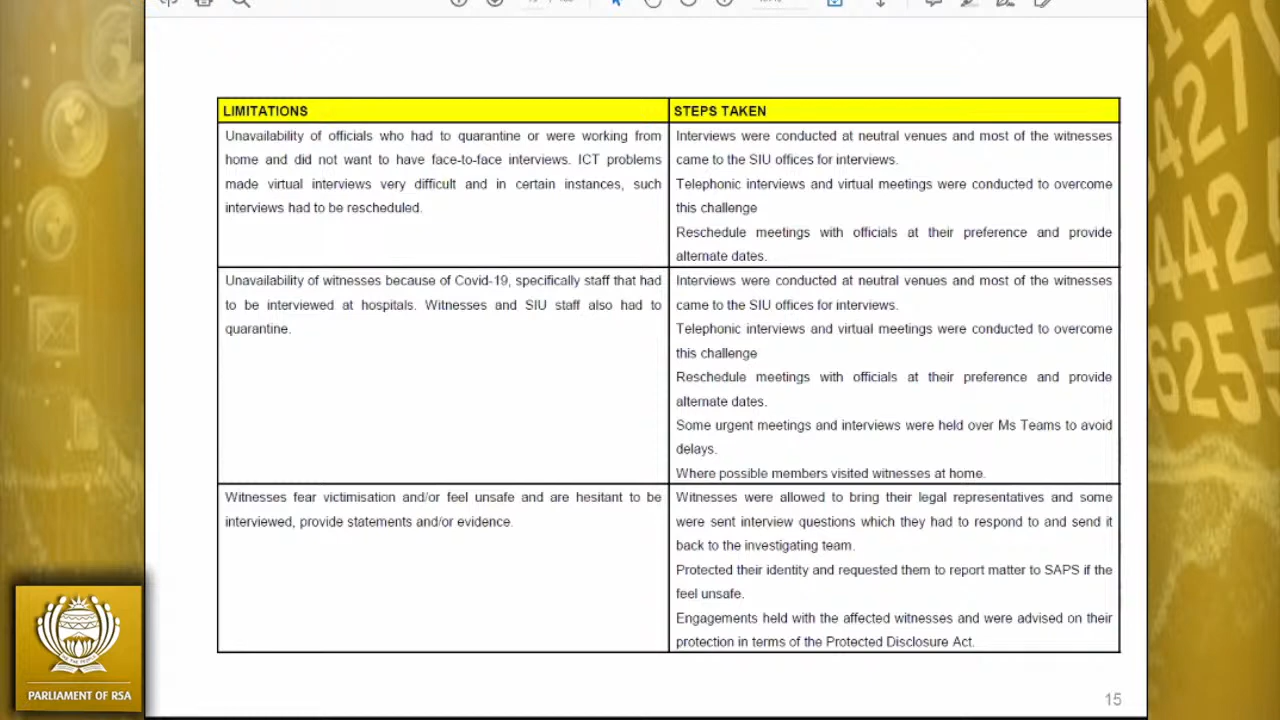 LIMITATIONS
STEPS TAKEN
Unavailability of officials who had to quarantine or were working from
home and did not want to have face-to-face interviews. ICT problems
made virtual interviews very difficult and in certain instances, such
interviews had to be rescheduled.
Interviews were conducted at neutral venues and most of the witnesses
came to the SIU offices for interviews.
Telephonic interviews and virtual meetings were conducted to overcome
this challenge
Reschedule meetings with officials at their preference and provide
alternate dates.
Unavailability of witnesses because of Covid-19, specifically staff that had
to be interviewed at hospitals. Witnesses and SIU staff also had to
quarantine.
Interviews were conducted at neutral venues and most of the witnesses
came to the SIU offices for interviews.
Telephonic interviews and virtual meetings were conducted to overcome
this challenge
Reschedule meetings with officials at their preference and provide
alternate dates.
Some urgent meetings and interviews were held over Ms Teams to avoid
delays.
Where possible members visited witnesses at home.
Witnesses fear victimisation and/or feel unsafe and are hesitant to be
interviewed, provide statements and/or evidence.
Witnesses were allowed to bring their legal representatives and some
were sent interview questions which they had to respond to and send it
back to the investigating team.
Protected their identity and requested them to report matter to SAPS if the
feel unsafe.
Engagements held with the affected witnesses and were advised on their
protection in terms of the Protected Disclosure Act.
15
PARLIAMENT OF RSA